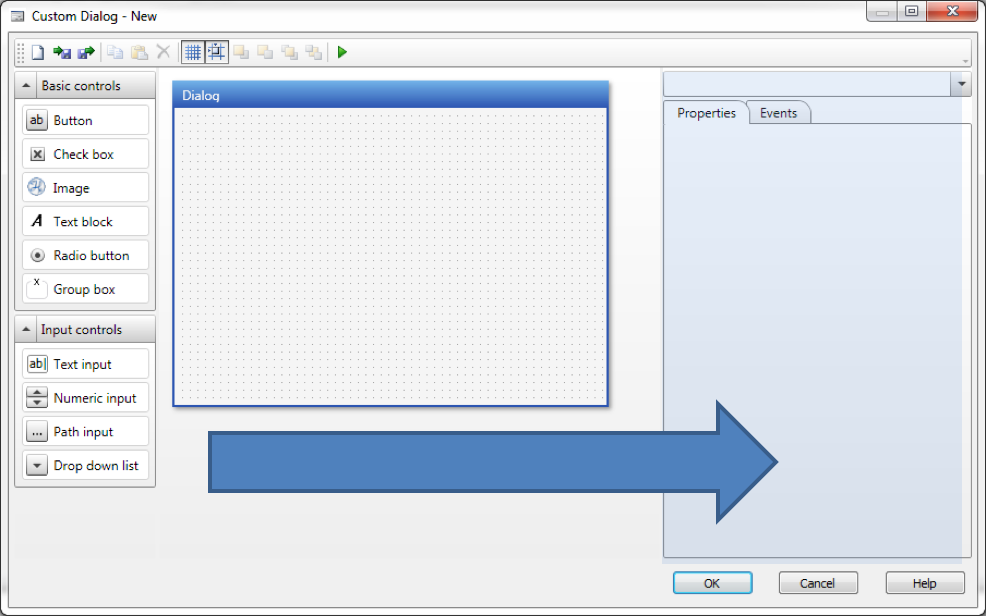 Custom Dialog - New
Basic controls
ab Button
Check box
Image
A Text block
Radio button
x Group box
Input controls
ab| Text input
Numeric input
... Path input
Drop down list
Dialog
Properties Events
OK Cancel Help